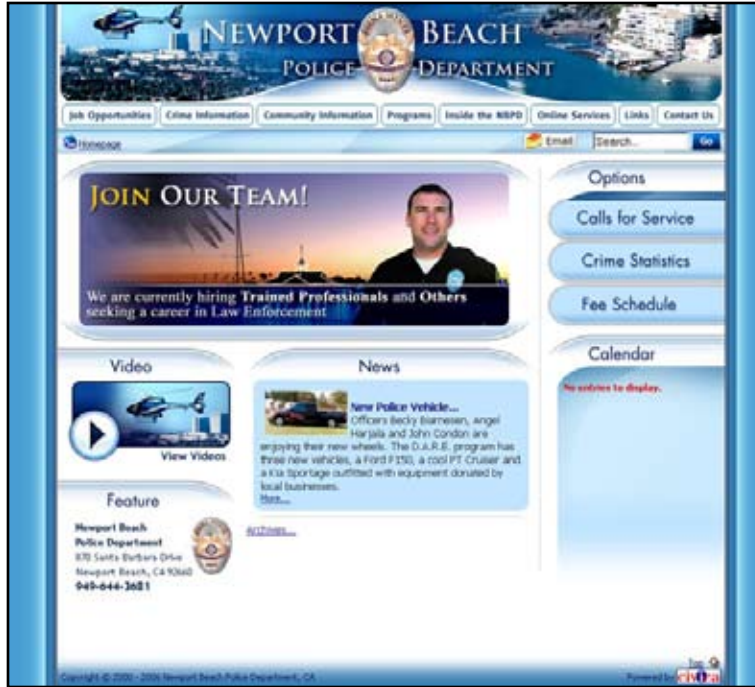 NEWPORT BEACH
POLICE DEPARTMENT
Job Opportunities Crime Information Community Information Programs Inside the NBPD Online Services Links Contact Us
Homepage Email Search... Go
JOIN OUR TEAM!
We are currently hiring Trained Professionals and Others
seeking a career in Law Enforcement
Options
Calls for Service
Crime Statistics
Fee Schedule
Calendar
No entries to display.
Video
View Videos
News
New Police Vehicle...
Officers Becky Angel
Harjala and John Condon are
enjoying their new wheels. The D.A.R.E. program has
three new vehicles, a Ford F150, a cool PT Cruiser and
a Kia Sportage outfitted with equipment donated by
local businesses.
More...
Archives...
Feature
Newport Beach
Police Department
870 Santa Barbara Drive
Newport Beach, CA 92660
949-644-3681
Top
Copyright © 2000 - 2006 Newport Beach Police Department, CA
Powered by